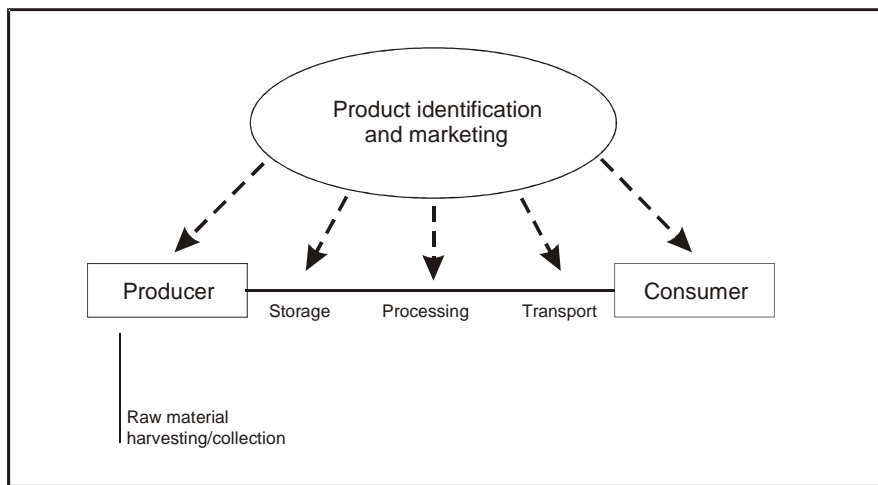 Product identification
and marketing
Producer
Consumer
Storage
Processing
Transport
Raw material
harvesting/collection